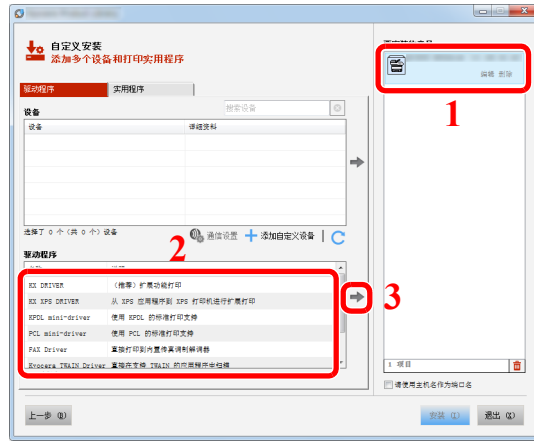 自定义安装
添加多个设备和打印实用程序
驱动程序 实用程序
设备 搜索设备
设备 详细资料
选择了 0 个（共 0 个）设备
通信设置 添加自定义设备
驱动程序
KX DRIVER （推荐）扩展功能打印
KX XPS DRIVER 从 XPS 应用程序到 XPS 打印机进行扩展打印
KPDL mini-driver 使用 KPDL 的标准打印支持
PCL mini-driver 使用 PCL 的标准打印支持
FAX Driver 直接打印到内置传真调制解调器
Kyocera TWAIN Driver 直接在支持 TWAIN 的应用程序中扫描
2
3
编辑 删除
1
1 项目
请使用主机名作为端口名
上一步 (B) 安装 (I) 退出 (X)